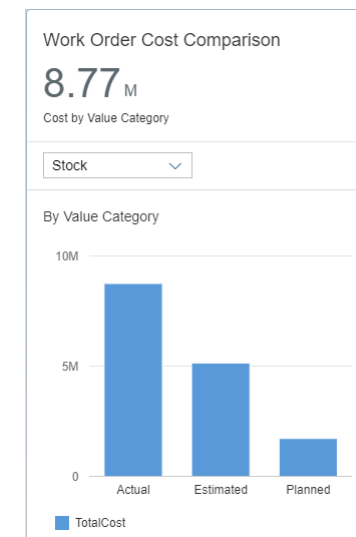 Work Order Cost Comparison
8.77 M
Cost by Value Category
Stock
By Value Category
10M
5M
0
Actual Estimated Planned
TotalCost